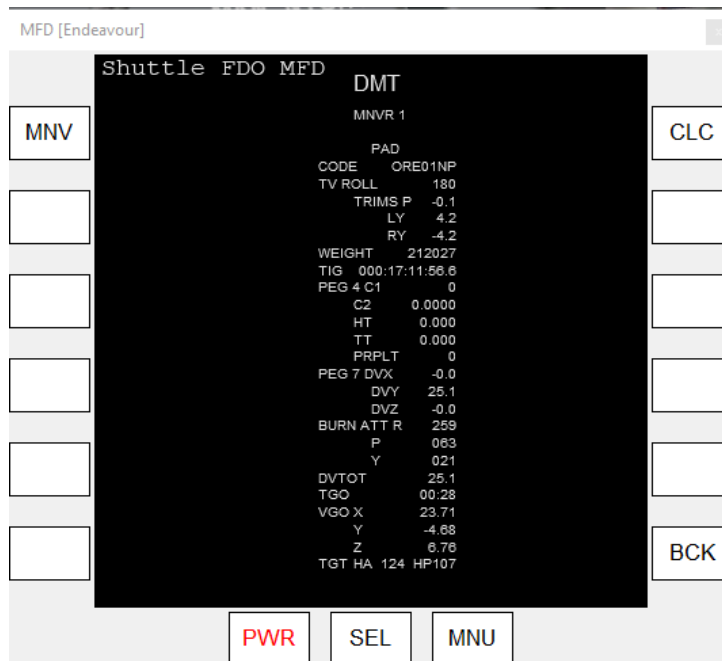 MFD [Endeavour]
Shuttle FDO MFD
DMT
MNVR 1
MNV
CLC
PAD
CODE ORE01NP
TV ROLL 180
TRIMS P -0.1
LY 4.2
RY -4.2
WEIGHT 212027
TIG 000:17:11:56.6
PEG 4 C1 0
C2 0.0000
HT 0.000
TT 0.000
PRPLT 0
PEG 7 DVX -0.0
DVY 25.1
DVZ -0.0
BURN ATT R 259
P 063
Y 021
DVTOT 25.1
TGO 00:28
VGO X 23.71
Y -4.68
Z 6.76
TGT HA 124 HP107
BCK
PWR SEL MNU